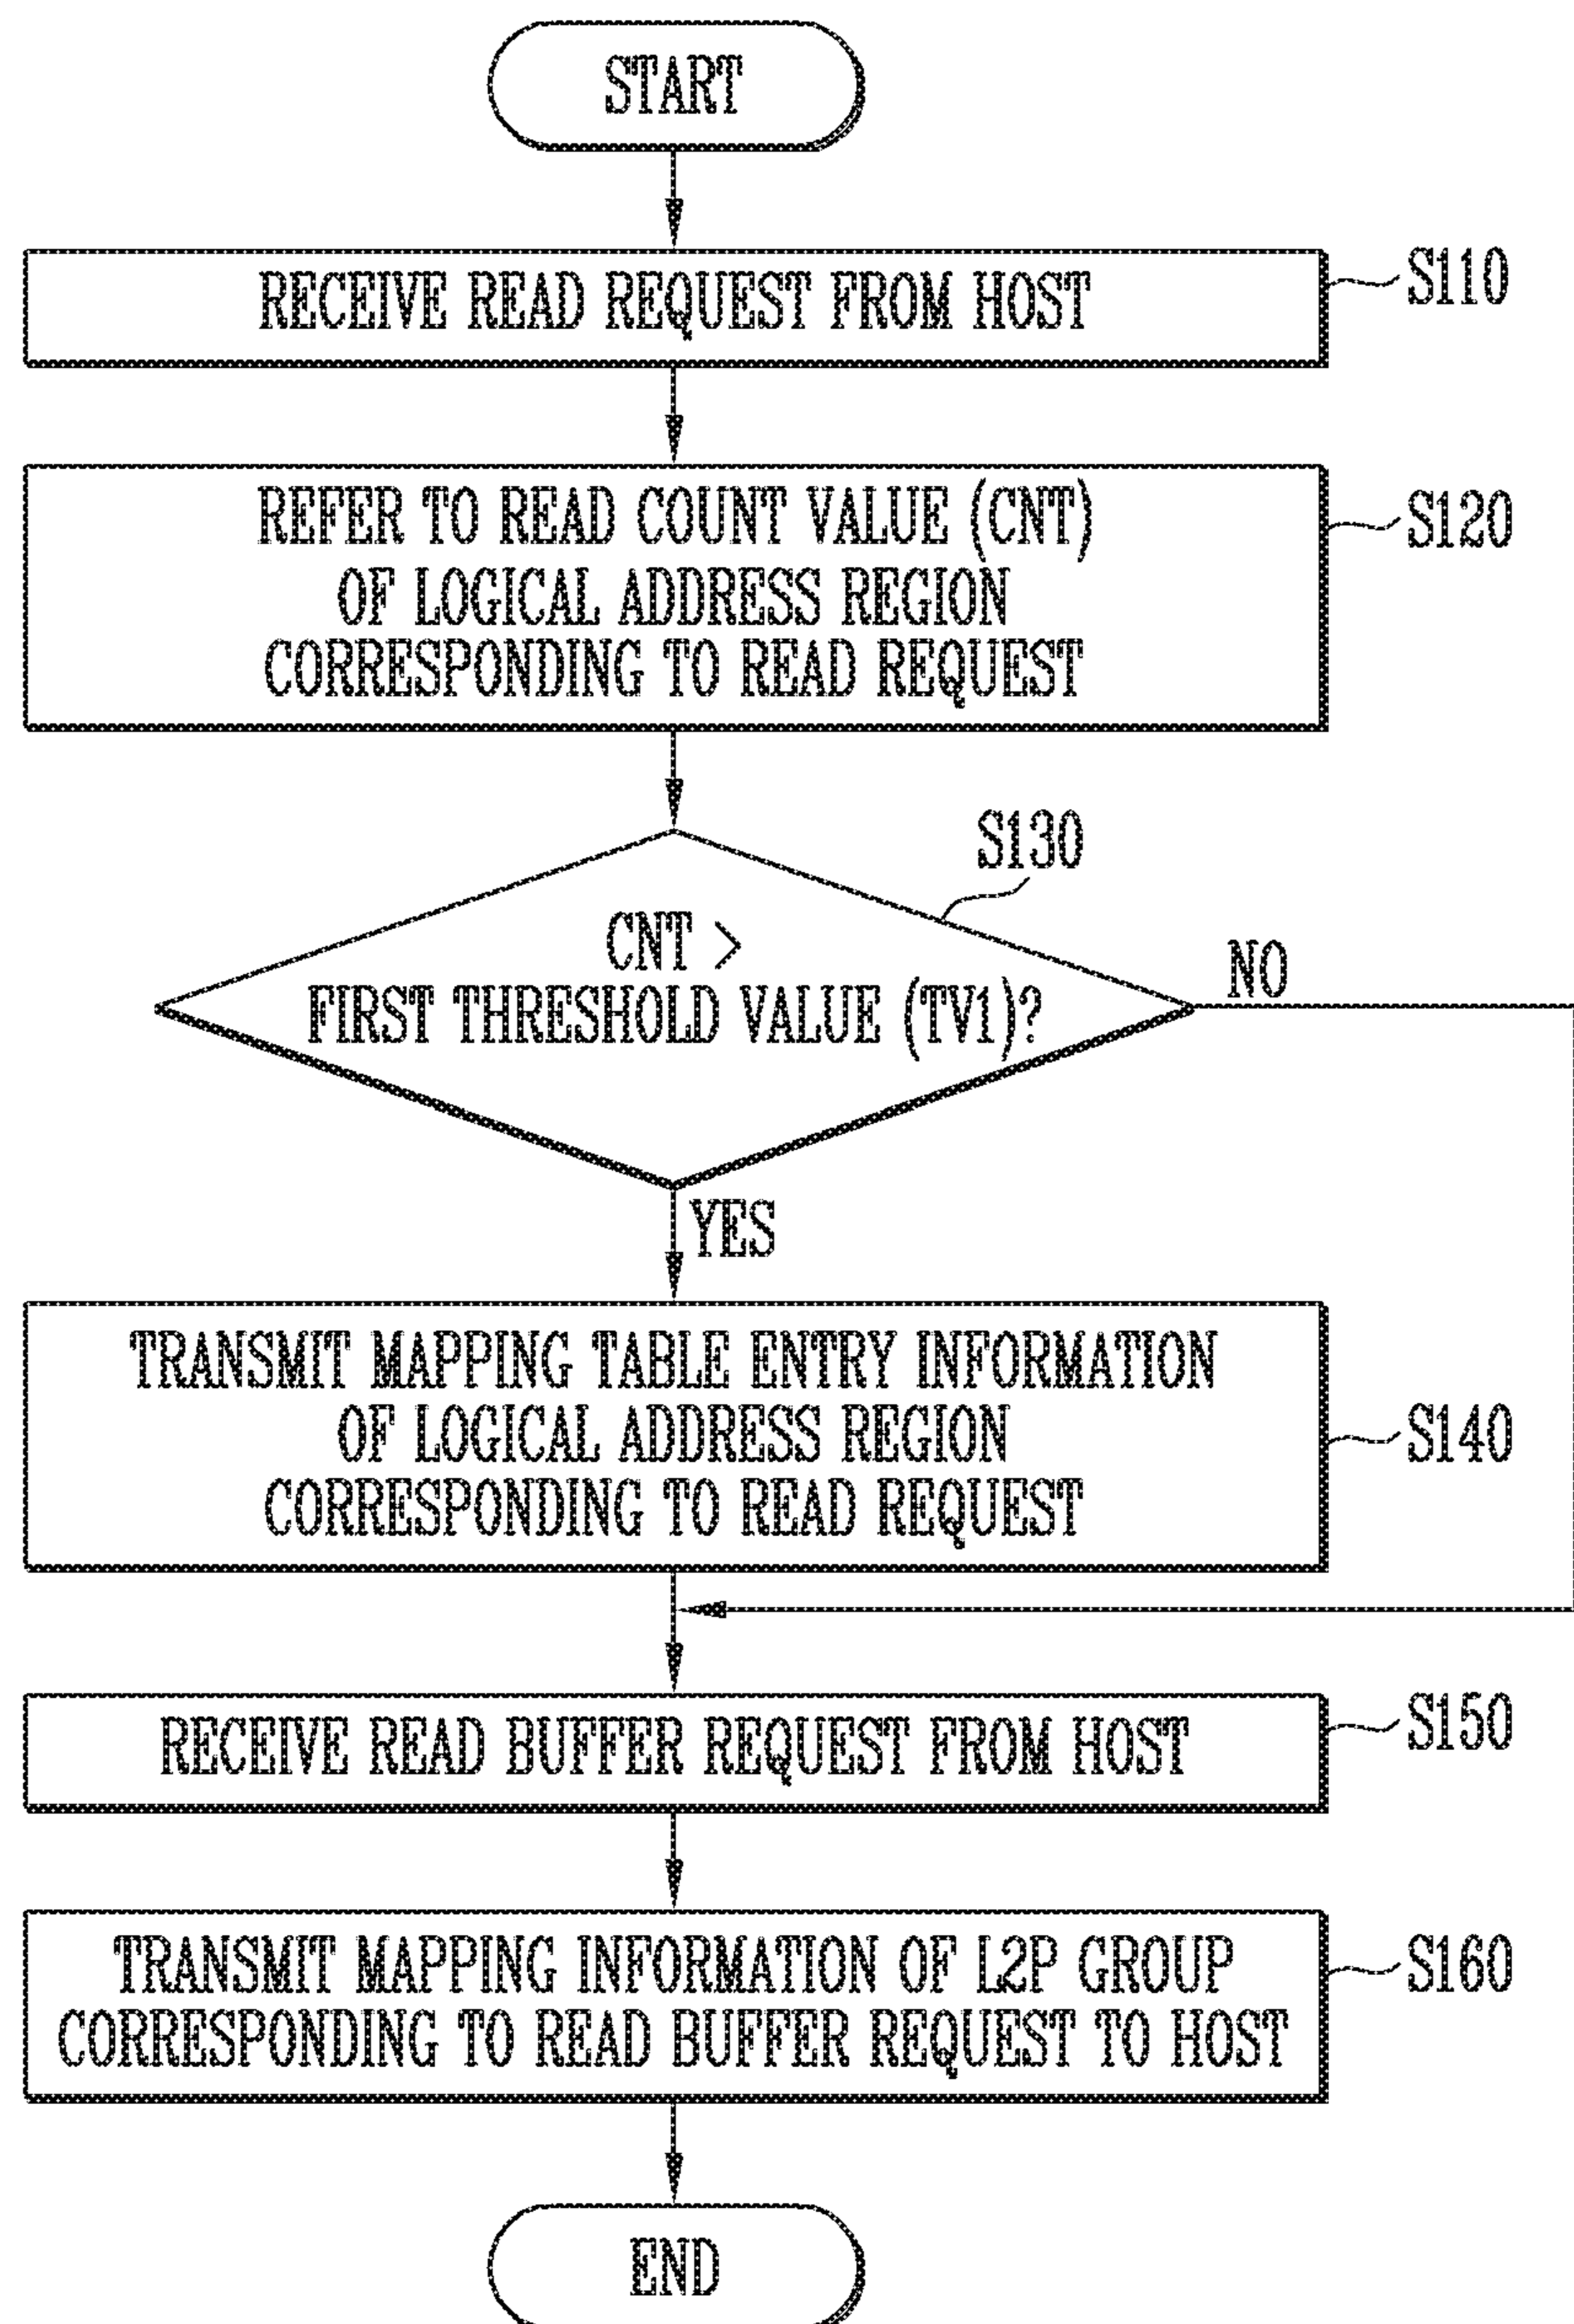 START
RECEIVE READ REQUEST FROM HOST
S110
REFER TO READ COUNT VALUE (CNT)
OF LOGICAL ADDRESS REGION
CORRESPONDING TO READ REQUEST
S120
S130
CNT >
FIRST THRESHOLD VALUE (TV1)?
NO
YES
TRANSMIT MAPPING TABLE ENTRY INFORMATION
OF LOGICAL ADDRESS REGION
CORRESPONDING TO READ REQUEST
S140
RECEIVE READ BUFFER REQUEST FROM HOST
S150
TRANSMIT MAPPING INFORMATION OF L2P GROUP
CORRESPONDING TO READ BUFFER REQUEST TO HOST
S160
END